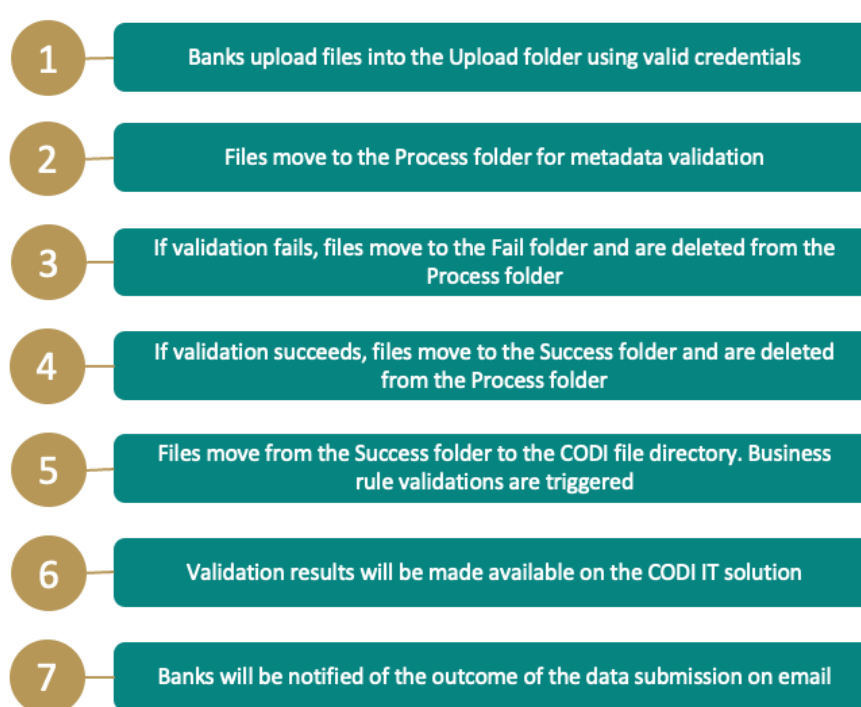 1
Banks upload files into the Upload folder using valid credentials
2
Files move to the Process folder for metadata validation
3
If validation fails, files move to the Fail folder and are deleted from the
Process folder
4
If validation succeeds, files move to the Success folder and are deleted
from the Process folder
5
Files move from the Success folder to the CODI file directory. Business
rule validations are triggered
6
Validation results will be made available on the CODI IT solution
7
Banks will be notified of the outcome of the data submission on email